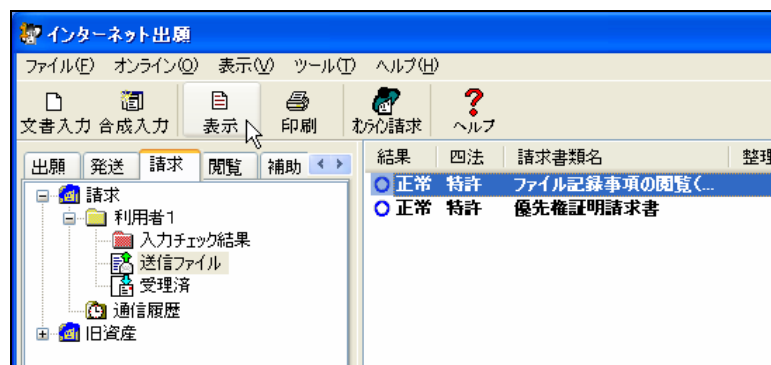 インターネット出願
ファイル(F) オンライン(O) 表示(V) ツール(T) ヘルプ(H)
文書入力 合成入力 表示 印刷 オンライン請求 ヘルプ
出願 発送 請求 閲覧 補助
結果 四法 請求書類名 整理
請求
利用者1
入力チェック結果
送信ファイル
受理済
通信履歴
旧資産
正常 特許 ファイル記録事項の閲覧(...
正常 特許 優先権証明請求書